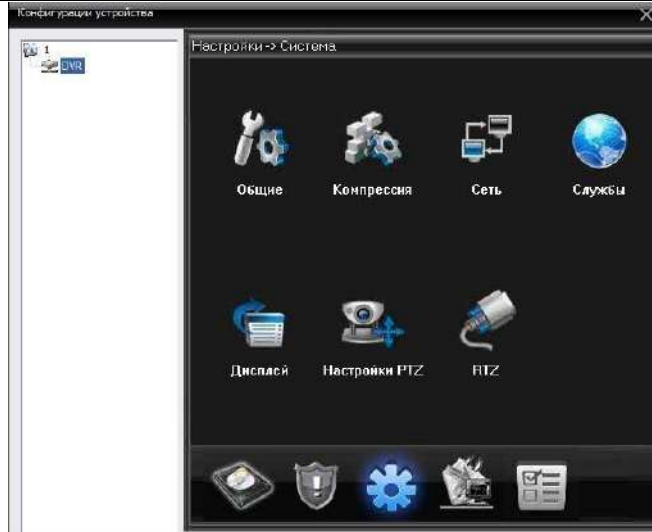 Конфигурации устройства
1
DVR
Настройки -> Система
Общие
Компрессия
Сеть
Службы
Дисплей
Настройки PTZ
RTZ